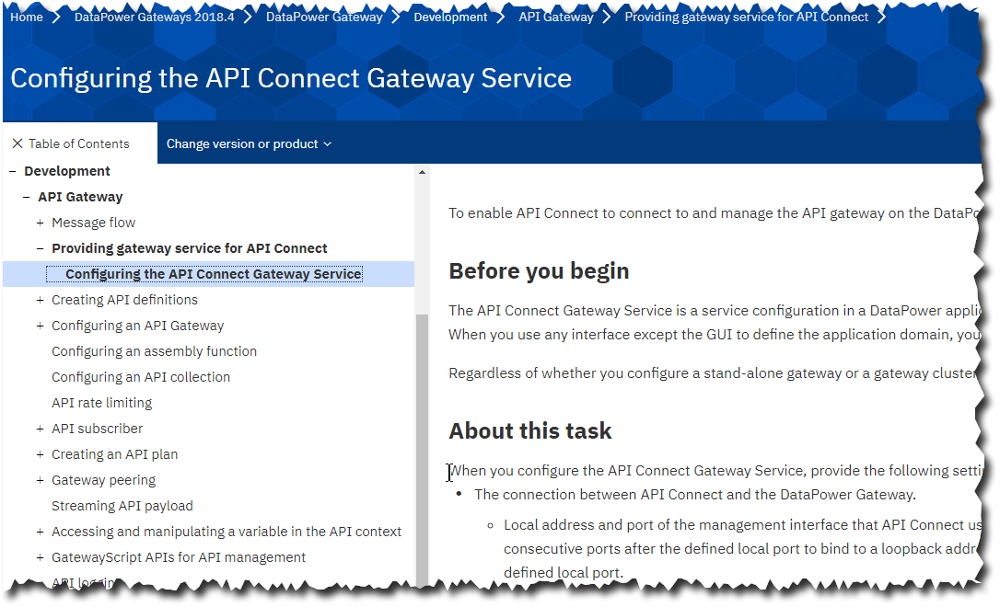 Home > DataPower Gateways 2018.4 > DataPower Gateway > Development > API Gateway > Providing gateway service for API Connect >
Configuring the API Connect Gateway Service
× Table of Contents
Change version or product
– Development
– API Gateway
+ Message flow
– Providing gateway service for API Connect
Configuring the API Connect Gateway Service
+ Creating API definitions
+ Configuring an API Gateway
Configuring an assembly function
Configuring an API collection
API rate limiting
+ API subscriber
+ Creating an API plan
+ Gateway peering
Streaming API payload
+ Accessing and manipulating a variable in the API context
+ GatewayScript APIs for API management
API
To enable API Connect to connect to and manage the API gateway on the
Before you begin
The API Connect Gateway Service is a service configuration in a DataPower
When you use any interface except the GUI to define the application domain, you
Regardless of whether you configure a stand-alone gateway or a gateway cluster
About this task
When you configure the API Connect Gateway Service, provide the following
• The connection between API Connect and the DataPower Gateway.
○ Local address and port of the management interface that API Connect
consecutive ports after the defined local port to bind to a loopback
defined local port.